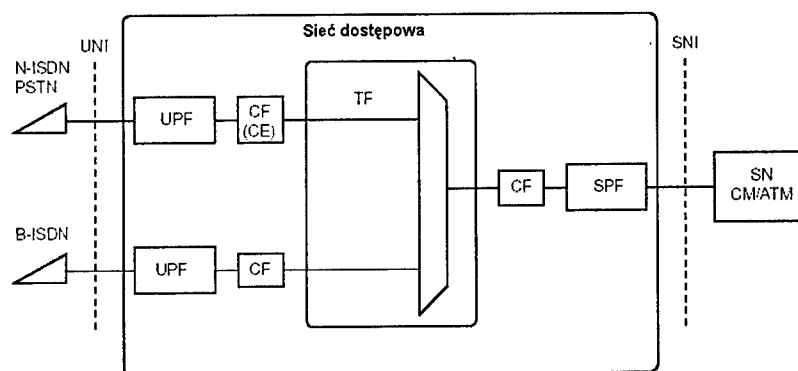 Sieć dostępowa
UNI
SNI
N-ISDN
PSTN
UPF
CF
(CE)
TF
CF
SPF
SN
CM/ATM
B-ISDN
UPF
CF